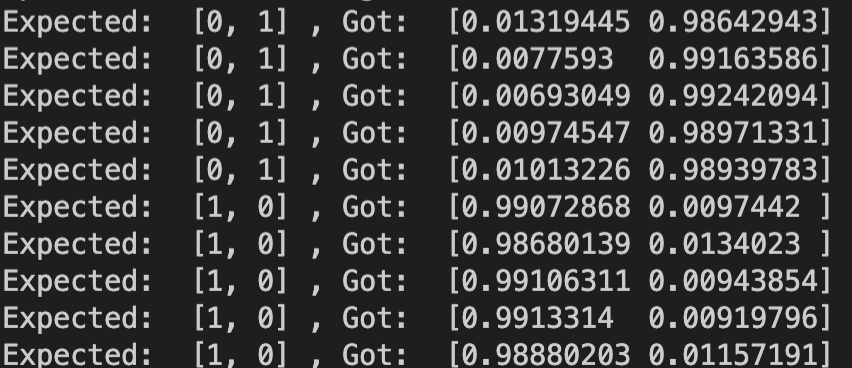 Expected:  [0, 1] , Got:  [0.01319445 0.98642943]
Expected:  [0, 1] , Got:  [0.0077593  0.99163586]
Expected:  [0, 1] , Got:  [0.00693049 0.99242094]
Expected:  [0, 1] , Got:  [0.00974547 0.98971331]
Expected:  [0, 1] , Got:  [0.01013226 0.98939783]
Expected:  [1, 0] , Got:  [0.99072868 0.0097442 ]
Expected:  [1, 0] , Got:  [0.98680139 0.0134023 ]
Expected:  [1, 0] , Got:  [0.99106311 0.00943854]
Expected:  [1, 0] , Got:  [0.9913314  0.00919796]
Expected:  [1, 0] , Got:  [0.98880203 0.01157191]